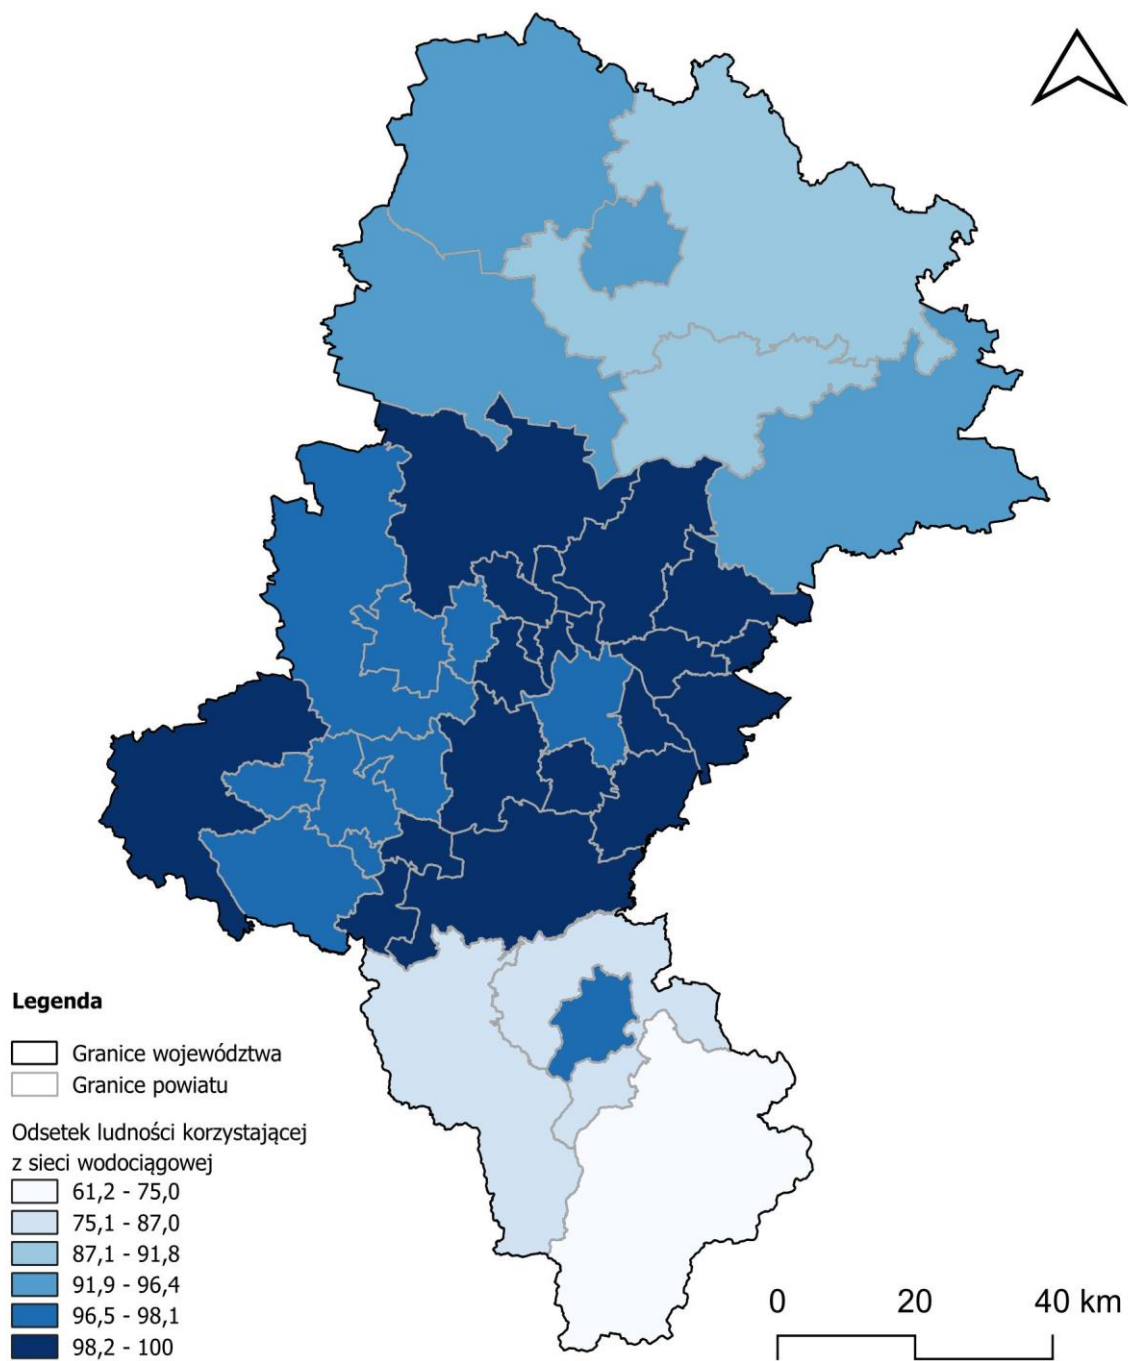 Legenda
Granice województwa
Granice powiatu
Odsetek ludności korzystającej
z sieci wodociągowej
61,2 - 75,0
75,1 - 87,0
87,1 - 91,8
91,9 - 96,4
96,5 - 98,1
98,2 - 100
0 20 40 km